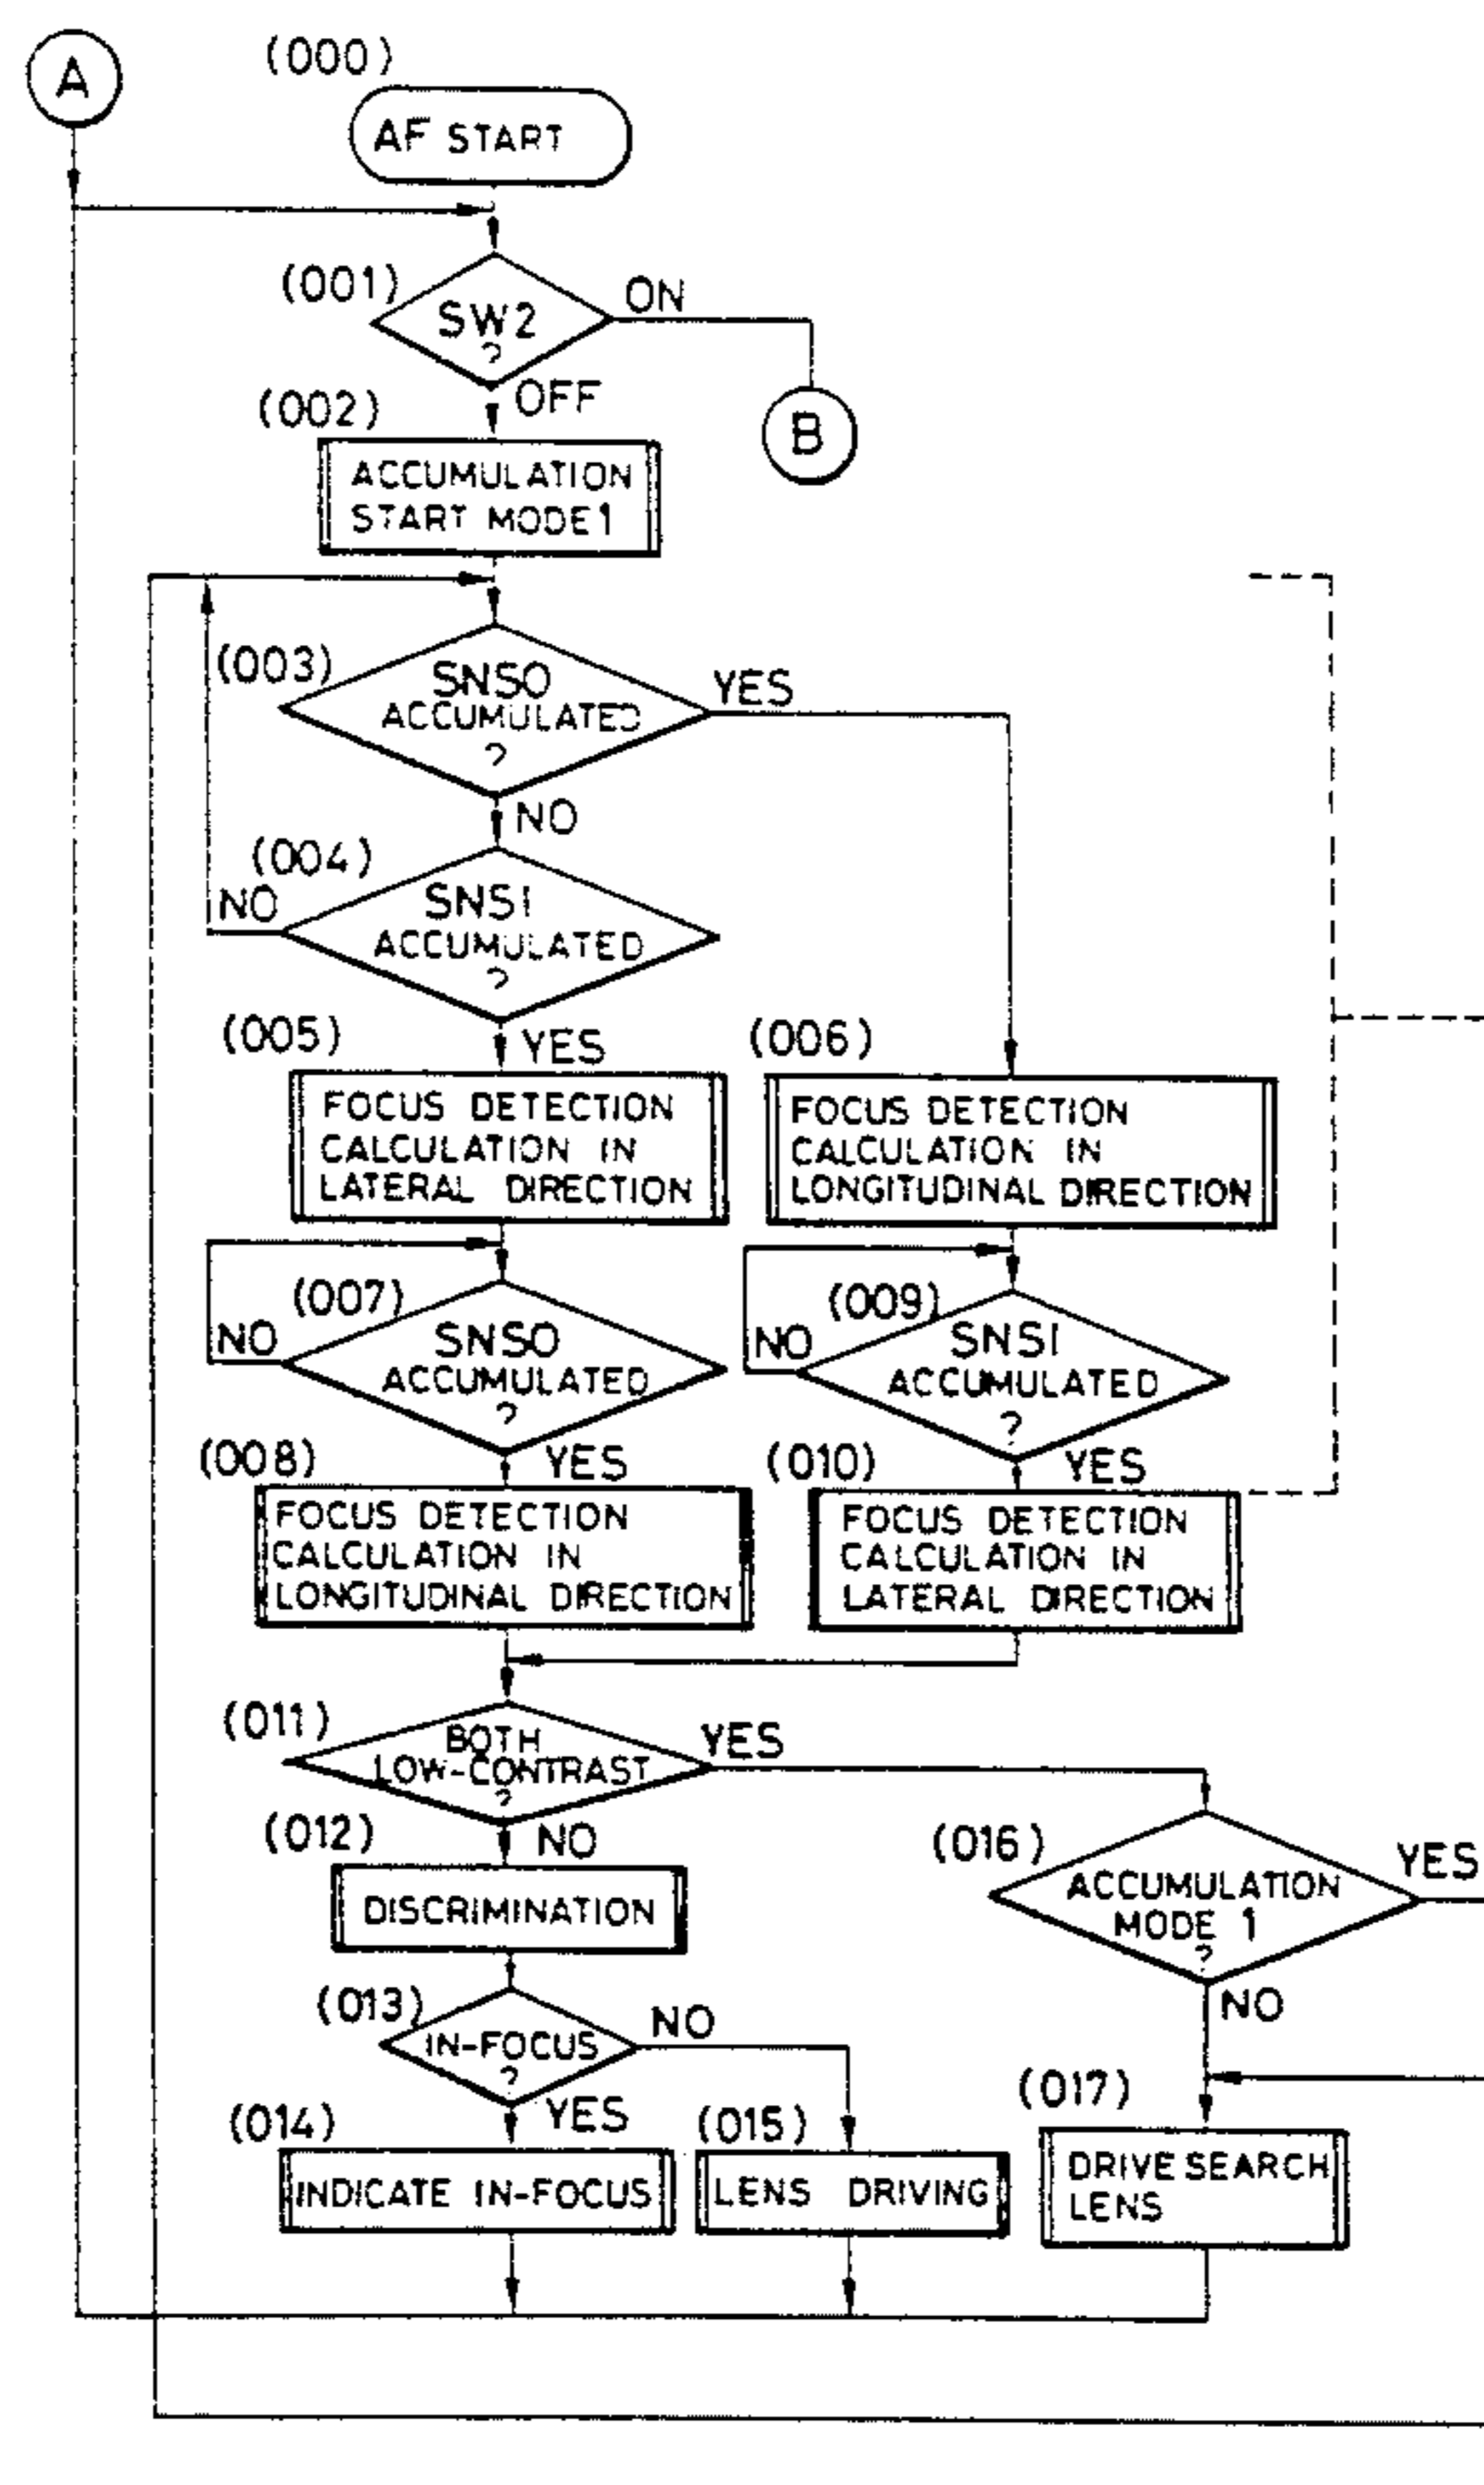 A
(000)
AF START
(001)
SW2
?
ON
OFF
B
(002)
ACCUMULATION
START MODE 1
(003)
SNS0
ACCUMULATED
?
YES
NO
(004)
SNS1
ACCUMULATED
?
NO
YES
(005)
FOCUS DETECTION
CALCULATION IN
LATERAL DIRECTION
(006)
FOCUS DETECTION
CALCULATION IN
LONGITUDINAL DIRECTION
(007)
SNS0
ACCUMULATED
?
NO
YES
(009)
SNS1
ACCUMULATED
?
NO
YES
(008)
FOCUS DETECTION
CALCULATION IN
LONGITUDINAL DIRECTION
(010)
FOCUS DETECTION
CALCULATION IN
LATERAL DIRECTION
(011)
BOTH
LOW-CONTRAST
?
YES
NO
(012)
DISCRIMINATION
(016)
ACCUMULATION
MODE 1
?
YES
NO
(013)
IN-FOCUS
?
NO
YES
(014)
INDICATE IN-FOCUS
(015)
LENS DRIVING
(017)
DRIVE SEARCH
LENS